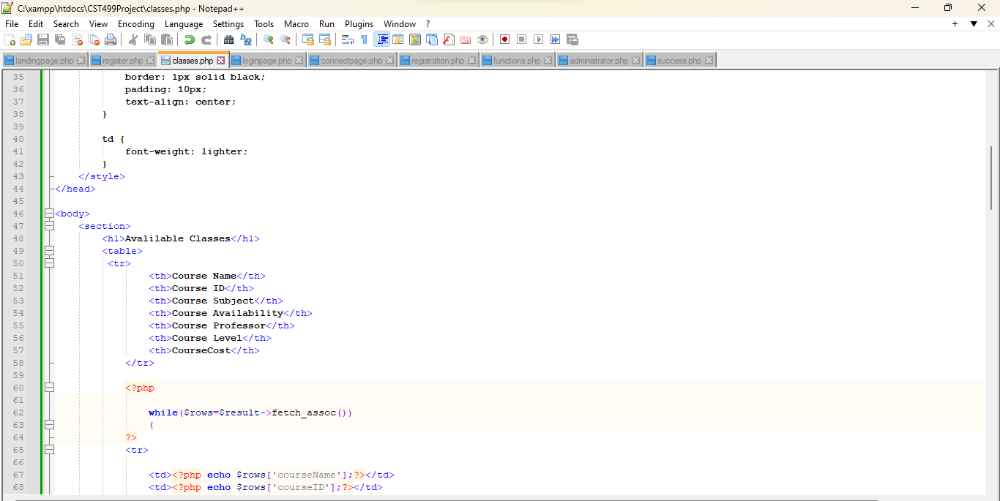 C:\xampp\htdocs\CST499Project\classes.php - Notepad++
File Edit Search View Encoding Language Settings Tools Macro Run Plugins Window ?
landingpage.php register.php classes.php loginpage.php connectpage.php registration.php functions.php administrator.php success.php
35 border: 1px solid black;
36 padding: 10px;
37 text-align: center;
38 }
39
40 td {
41 font-weight: lighter;
42 }
43 </style>
44 </head>
45
46 <body>
47 <section>
48 <h1>Avalilable Classes</h1>
49 <table>
50 <tr>
51 <th>Course Name</th>
52 <th>Course ID</th>
53 <th>Course Subject</th>
54 <th>Course Availability</th>
55 <th>Course Professor</th>
56 <th>Course Level</th>
57 <th>CourseCost</th>
58 </tr>
59
60 <?php
61
62 while($rows=$result->fetch_assoc())
63 {
64 ?>
65 <tr>
66
67 <td><?php echo $rows['courseName'];?></td>
68 <td><?php echo $rows['courseID'];?></td>